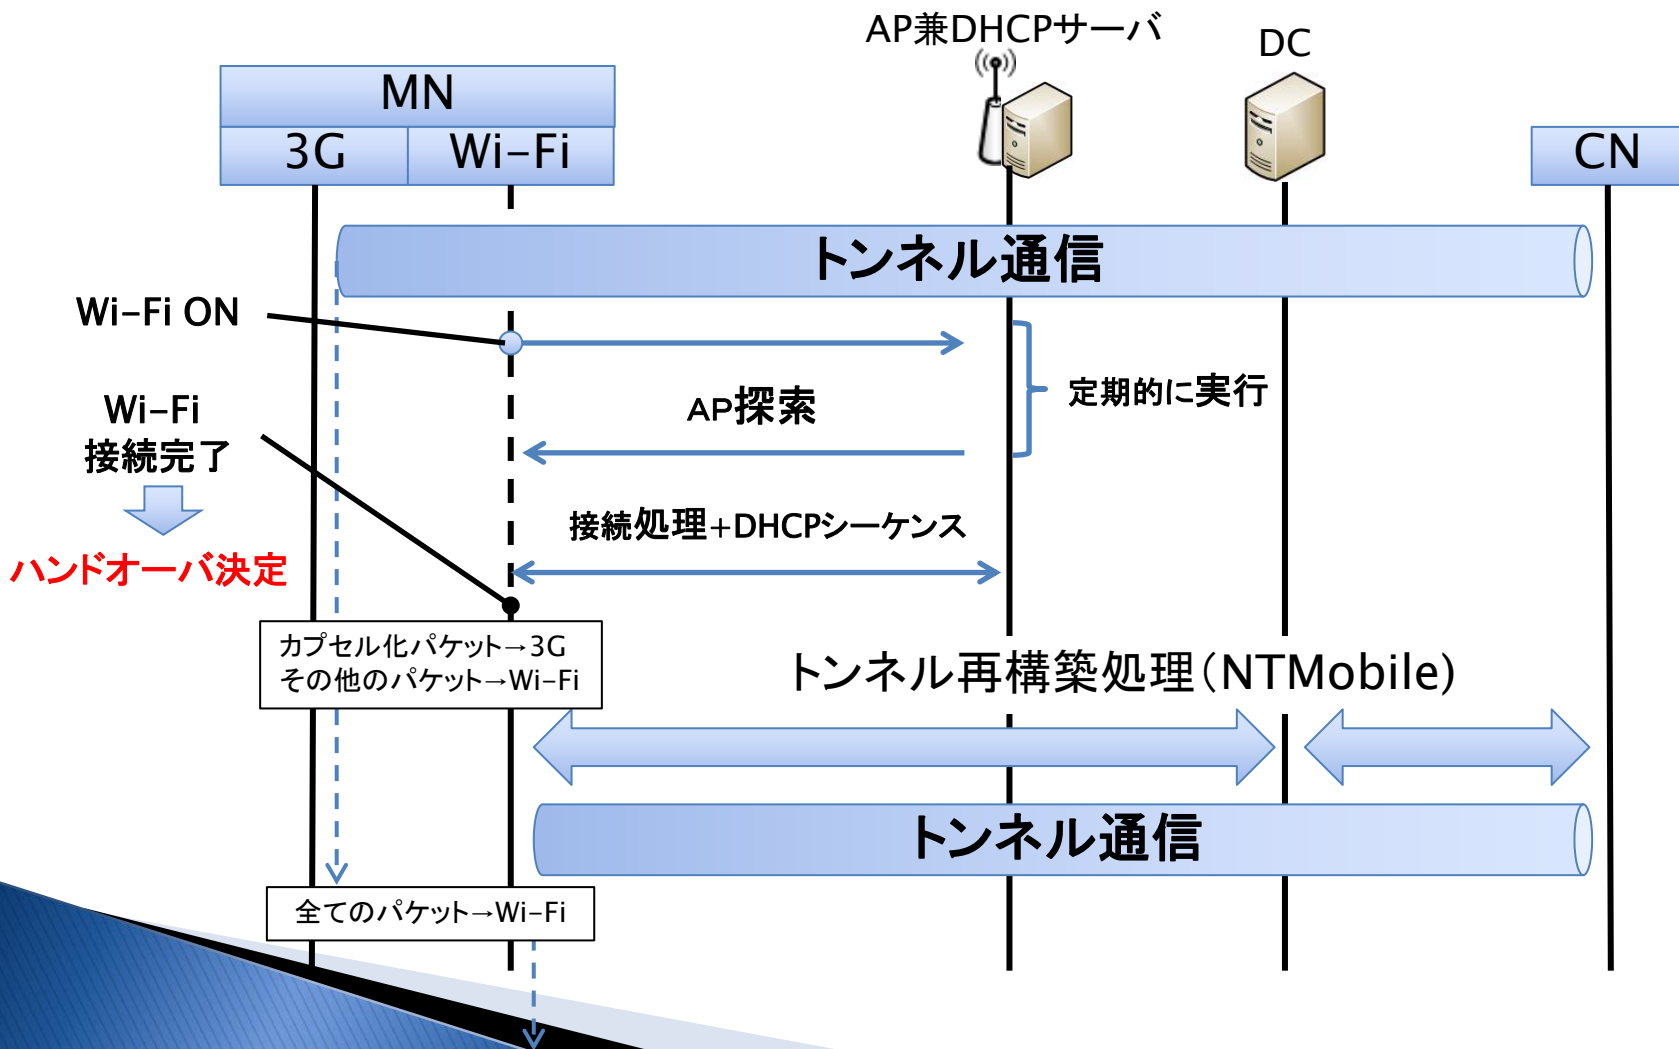 AP兼DHCPサーバ
DC
MN
3G
Wi-Fi
CN
トンネル通信
Wi-Fi ON
AP探索
定期的に実行
Wi-Fi
接続完了
接続処理+DHCPシーケンス
ハンドオーバ決定
カプセル化パケット→3G
その他のパケット→Wi-Fi
トンネル再構築処理(NTMobile)
トンネル通信
全てのパケット→Wi-Fi